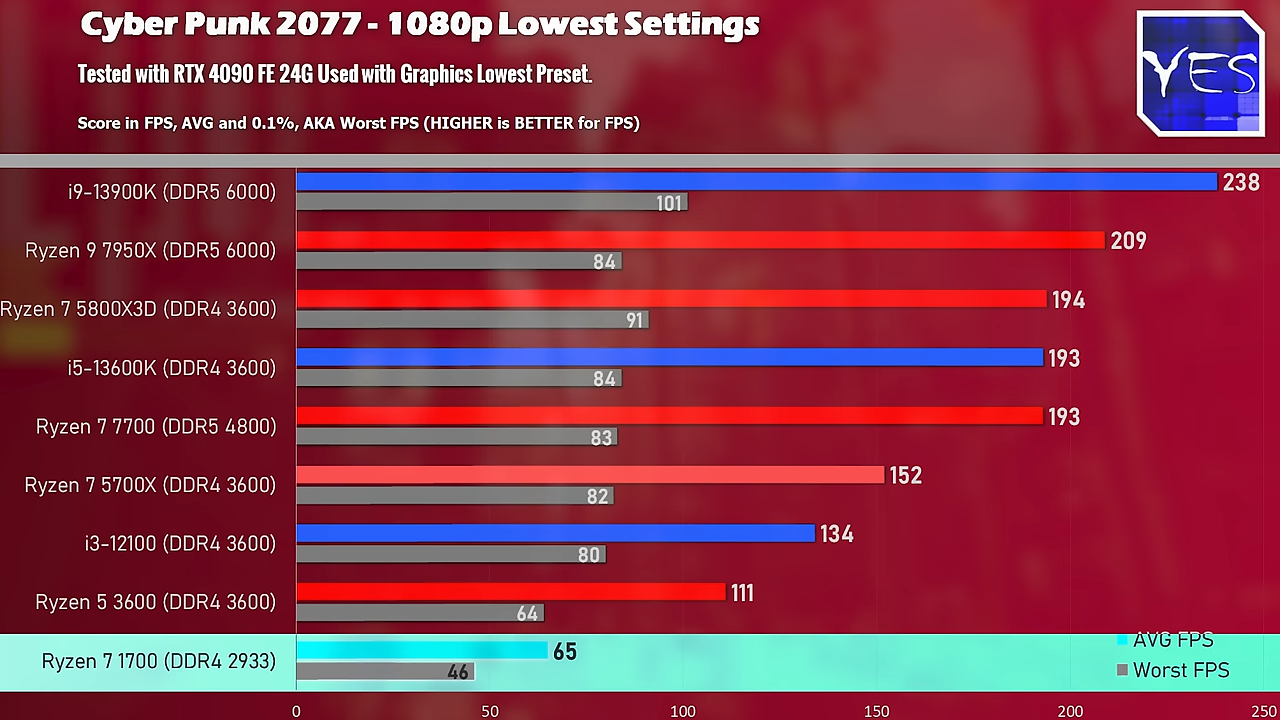 Cyber Punk 2077 - 1080p Lowest Settings
Tested with RTX 4090 FE 24G Used with Graphics Lowest Preset.
Score in FPS, AVG and 0.1%, AKA Worst FPS (HIGHER is BETTER for FPS)
YES
i9-13900K (DDR5 6000)
238
101
Ryzen 9 7950X (DDR5 6000)
209
84
Ryzen 7 5800X3D (DDR4 3600)
194
91
i5-13600K (DDR4 3600)
193
84
Ryzen 7 7700 (DDR5 4800)
193
83
Ryzen 7 5700X (DDR4 3600)
152
82
i3-12100 (DDR4 3600)
134
80
Ryzen 5 3600 (DDR4 3600)
111
64
Ryzen 7 1700 (DDR4 2933)
65
46
AVG FPS
Worst FPS
0 50 100 150 200 250